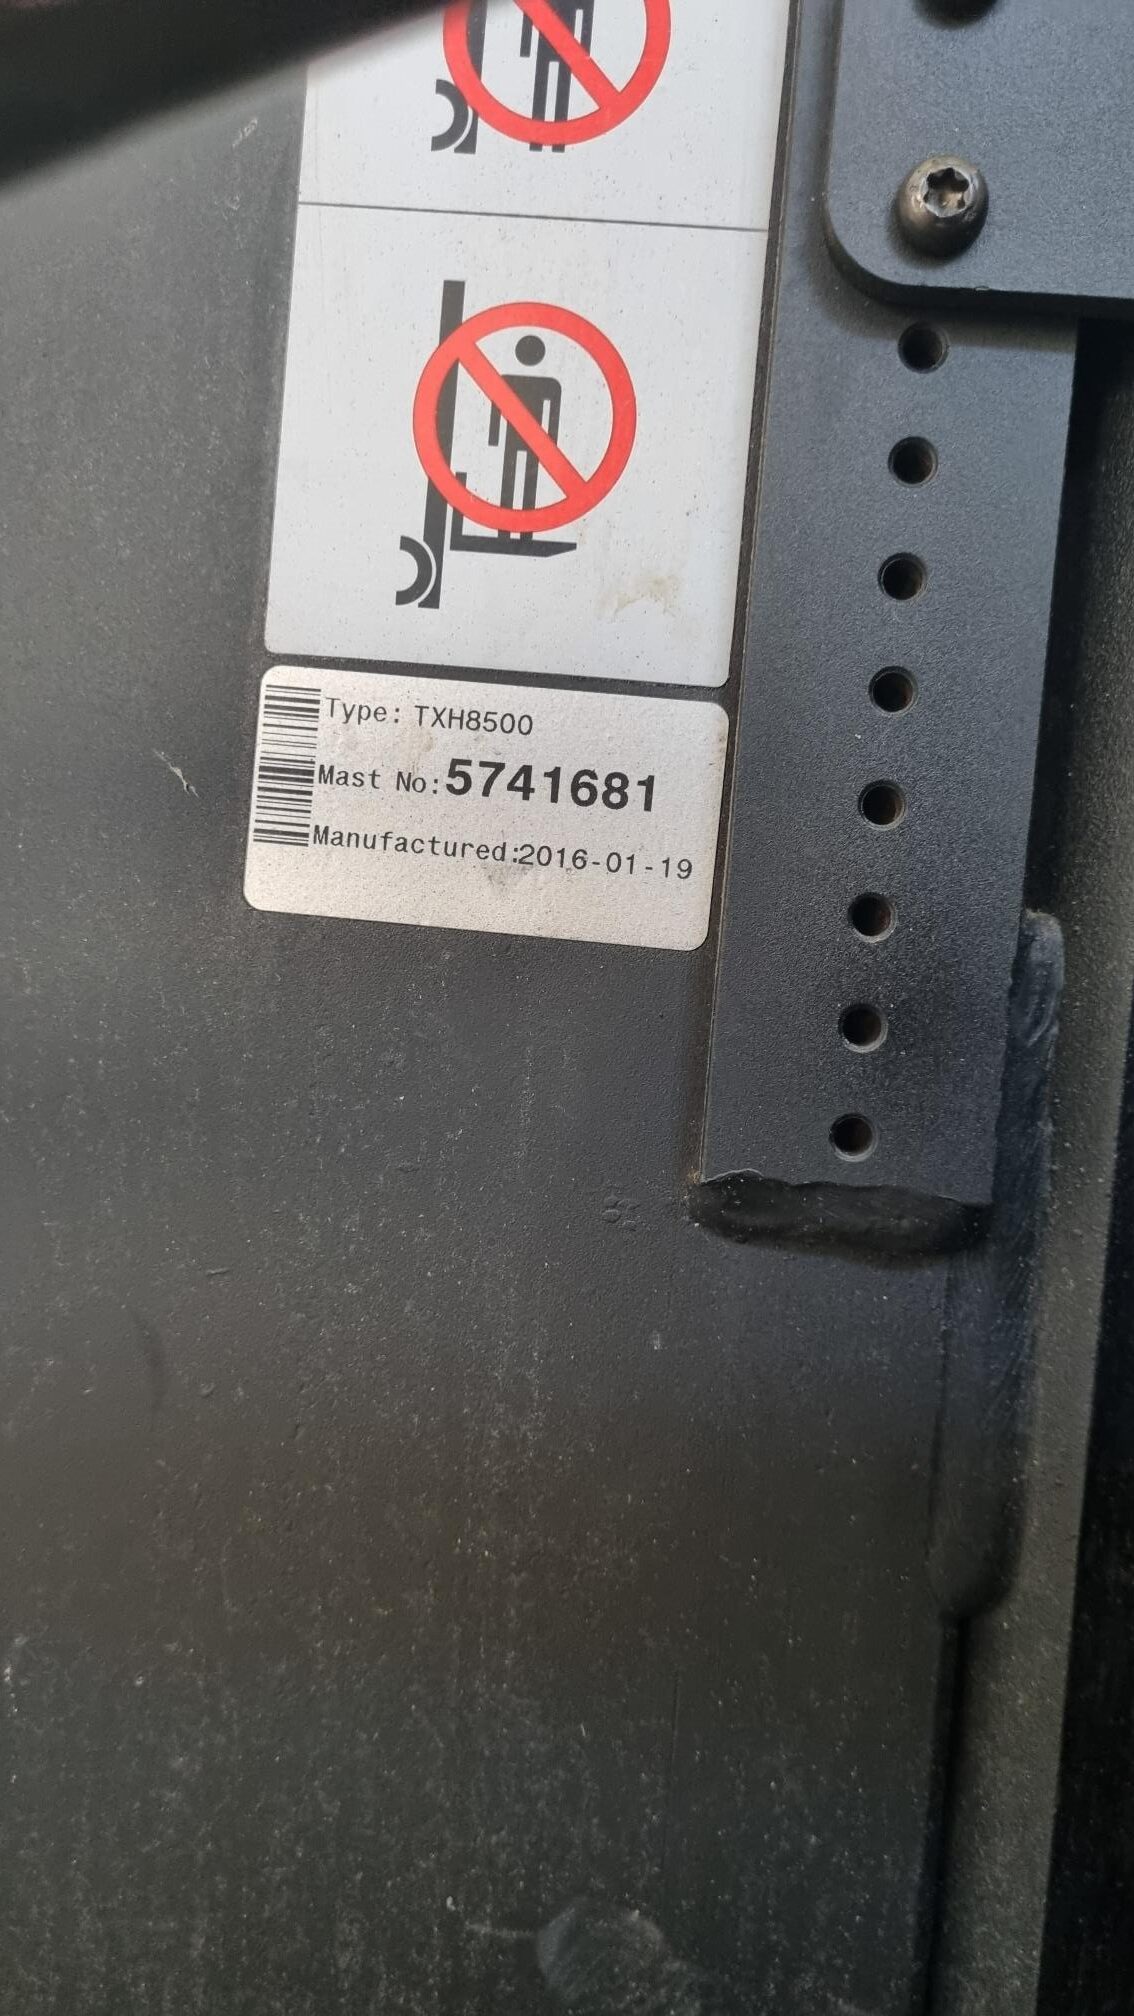 Type: TXH8500
Mast No:5741681
Manufactured:2016-01-19